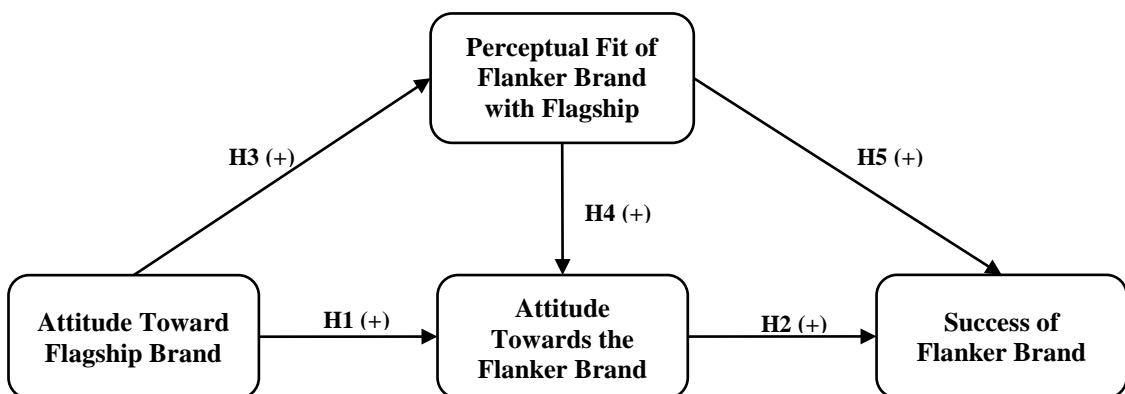 Perceptual Fit of
Flanker Brand
with Flagship
H3 (+)
H5 (+)
H4 (+)
Attitude Toward
Flagship Brand
H1 (+)
Attitude
Towards the
Flanker Brand
H2 (+)
Success of
Flanker Brand